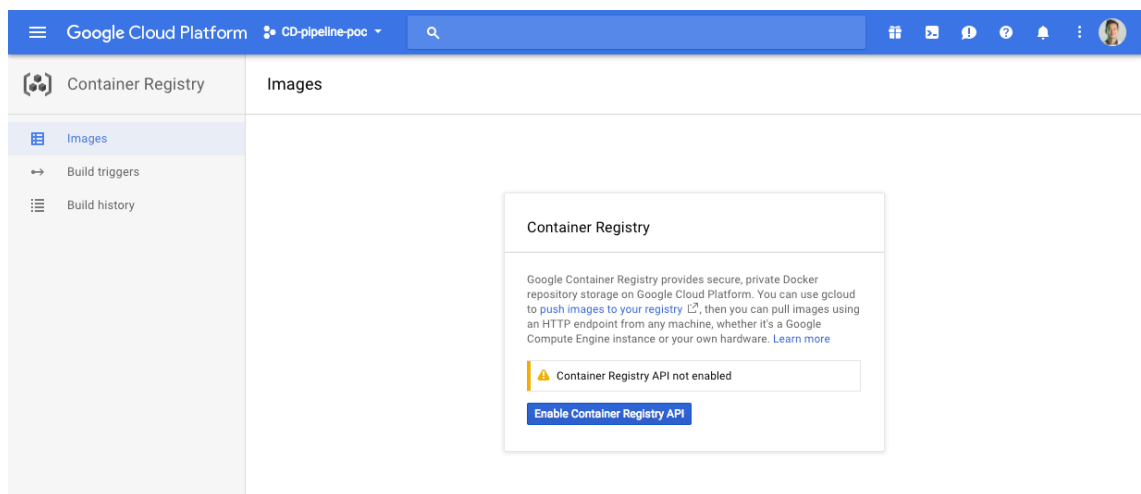 Google Cloud Platform CD-pipeline-poc
Container Registry
Images
Images
Build triggers
Build history
Container Registry
Google Container Registry provides secure, private Docker
repository storage on Google Cloud Platform. You can use gcloud
to push images to your registry , then you can pull images using
an HTTP endpoint from any machine, whether it's a Google
Compute Engine instance or your own hardware. Learn more
Container Registry API not enabled
Enable Container Registry API